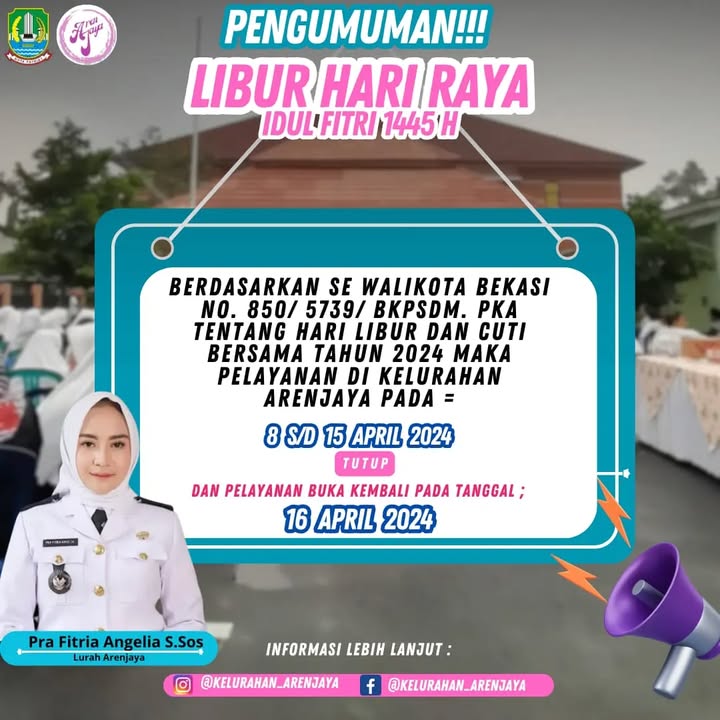 PENGUMUMAN!!!
LIBUR HARI RAYA
IDUL FITRI 1445 H
BERDASARKAN SE WALIKOTA BEKASI
NO. 850/ 5739/ BKPSDM. PKA
TENTANG HARI LIBUR DAN CUTI
BERSAMA TAHUN 2024 MAKA
PELAYANAN DI KELURAHAN
ARENJAYA PADA =
8 S/D 15 APRIL 2024
TUTUP
DAN PELAYANAN BUKA KEMBALI PADA TANGGAL ;
16 APRIL 2024
Pra Fitria Angelia S.Sos
Lurah Arenjaya
INFORMASI LEBIH LANJUT :
@KELURAHAN_ARENJAYA
@KELURAHAN_ARENJAYA